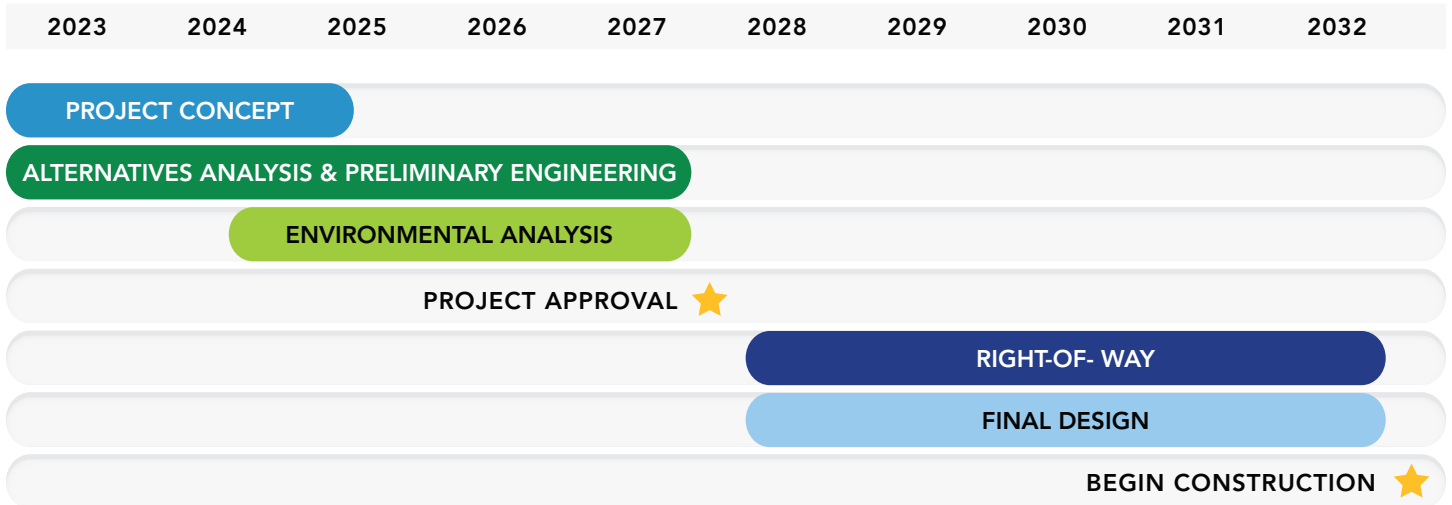 2023 2024 2025 2026 2027 2028 2029 2030 2031 2032
PROJECT CONCEPT
ALTERNATIVES ANALYSIS & PRELIMINARY ENGINEERING
ENVIRONMENTAL ANALYSIS
PROJECT APPROVAL
RIGHT-OF- WAY
FINAL DESIGN
BEGIN CONSTRUCTION